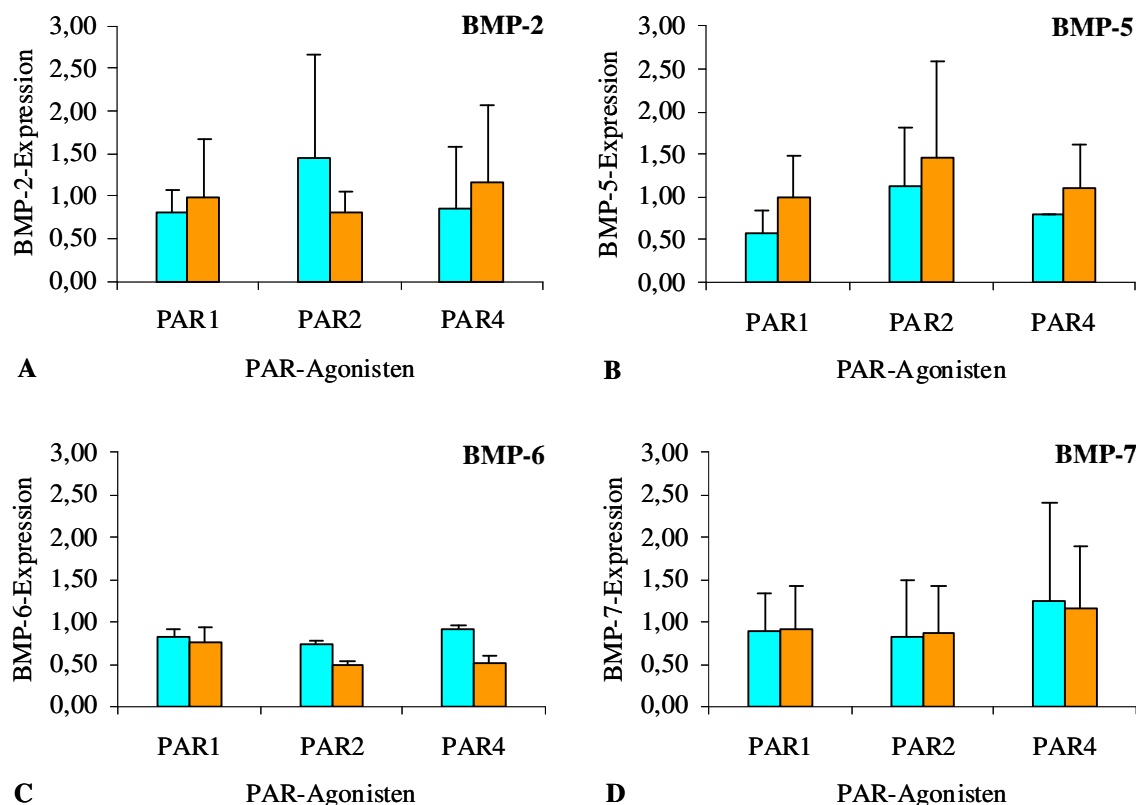 BMP-2
BMP-2-Expression
3,00
2,50
2,00
1,50
1,00
0,50
0,00
PAR1 PAR2 PAR4
PAR-Agonisten
A
BMP-5
BMP-5-Expression
3,00
2,50
2,00
1,50
1,00
0,50
0,00
PAR1 PAR2 PAR4
PAR-Agonisten
B
BMP-6
BMP-6-Expression
3,00
2,50
2,00
1,50
1,00
0,50
0,00
PAR1 PAR2 PAR4
PAR-Agonisten
C
BMP-7
BMP-7-Expression
3,00
2,50
2,00
1,50
1,00
0,50
0,00
PAR1 PAR2 PAR4
PAR-Agonisten
D